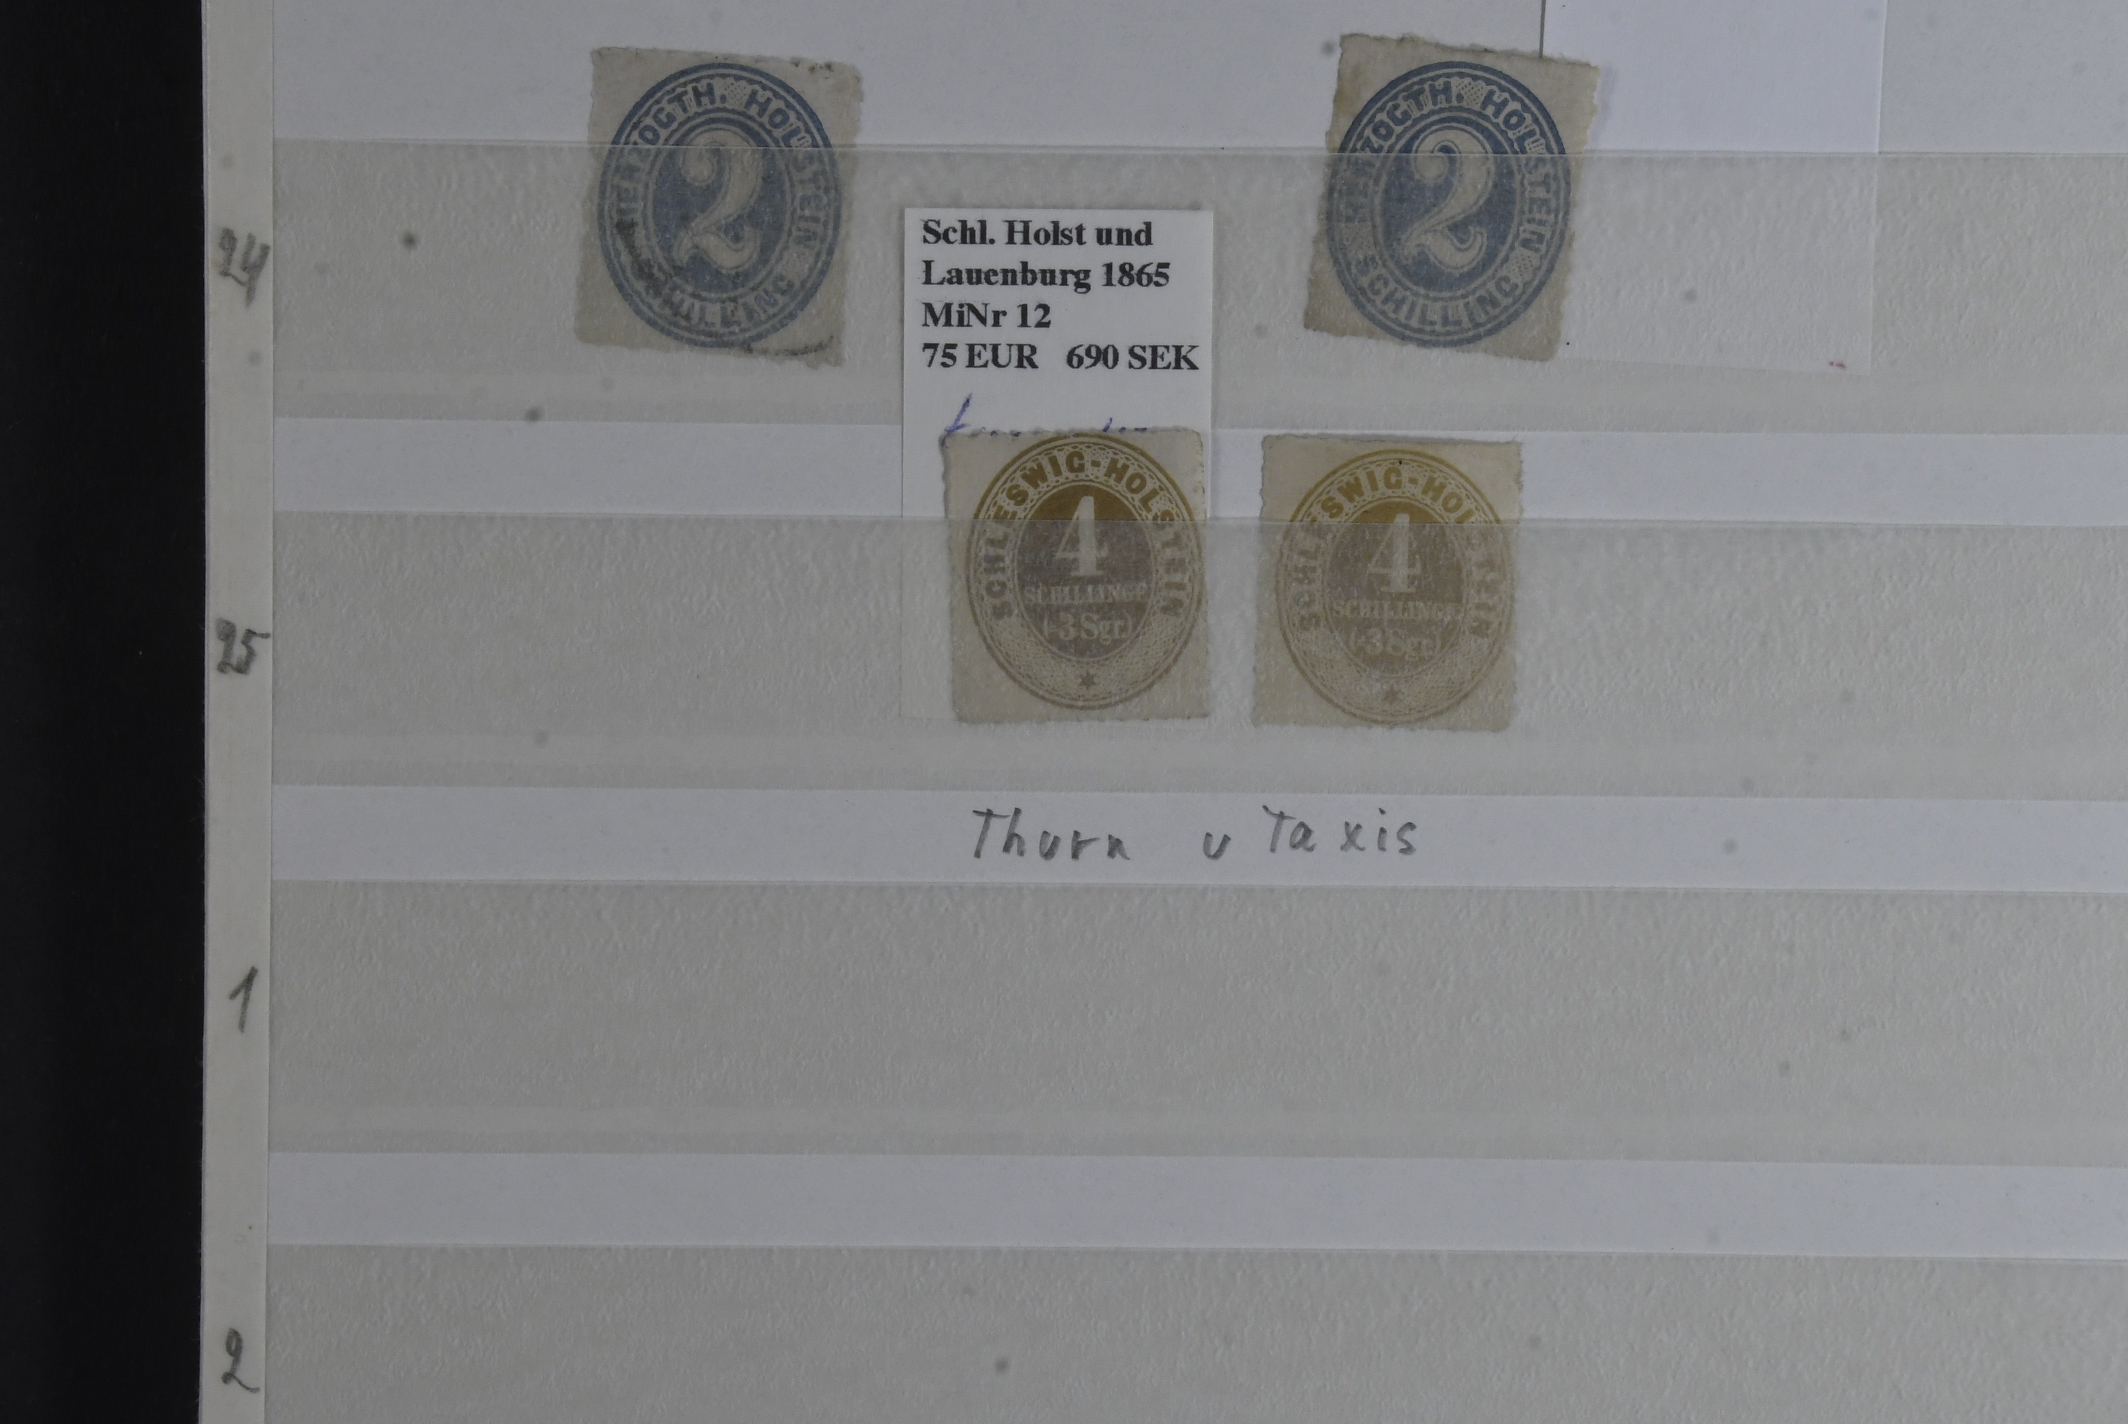 HERZOGTH. HOLSTEIN
2
SCHILLING
HERZOGTH. HOLSTEIN
2
SCHILLING
24
Schl. Holst und
Lauenburg 1865
MiNr 12
75 EUR 690 SEK
SCHLESWIG-HOLSTEIN
4
SCHILLINGE
(=3 Sgr.)
SCHLESWIG-HOLSTEIN
4
SCHILLINGE
(=3 Sgr.)
25
Thurn u Taxis
1
2